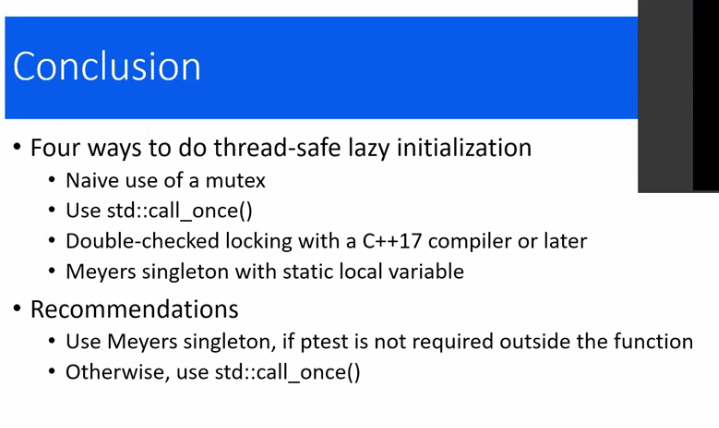 Conclusion
• Four ways to do thread-safe lazy initialization
• Naive use of a mutex
• Use std::call_once()
• Double-checked locking with a C++17 compiler or later
• Meyers singleton with static local variable
• Recommendations
• Use Meyers singleton, if ptest is not required outside the function
• Otherwise, use std::call_once()